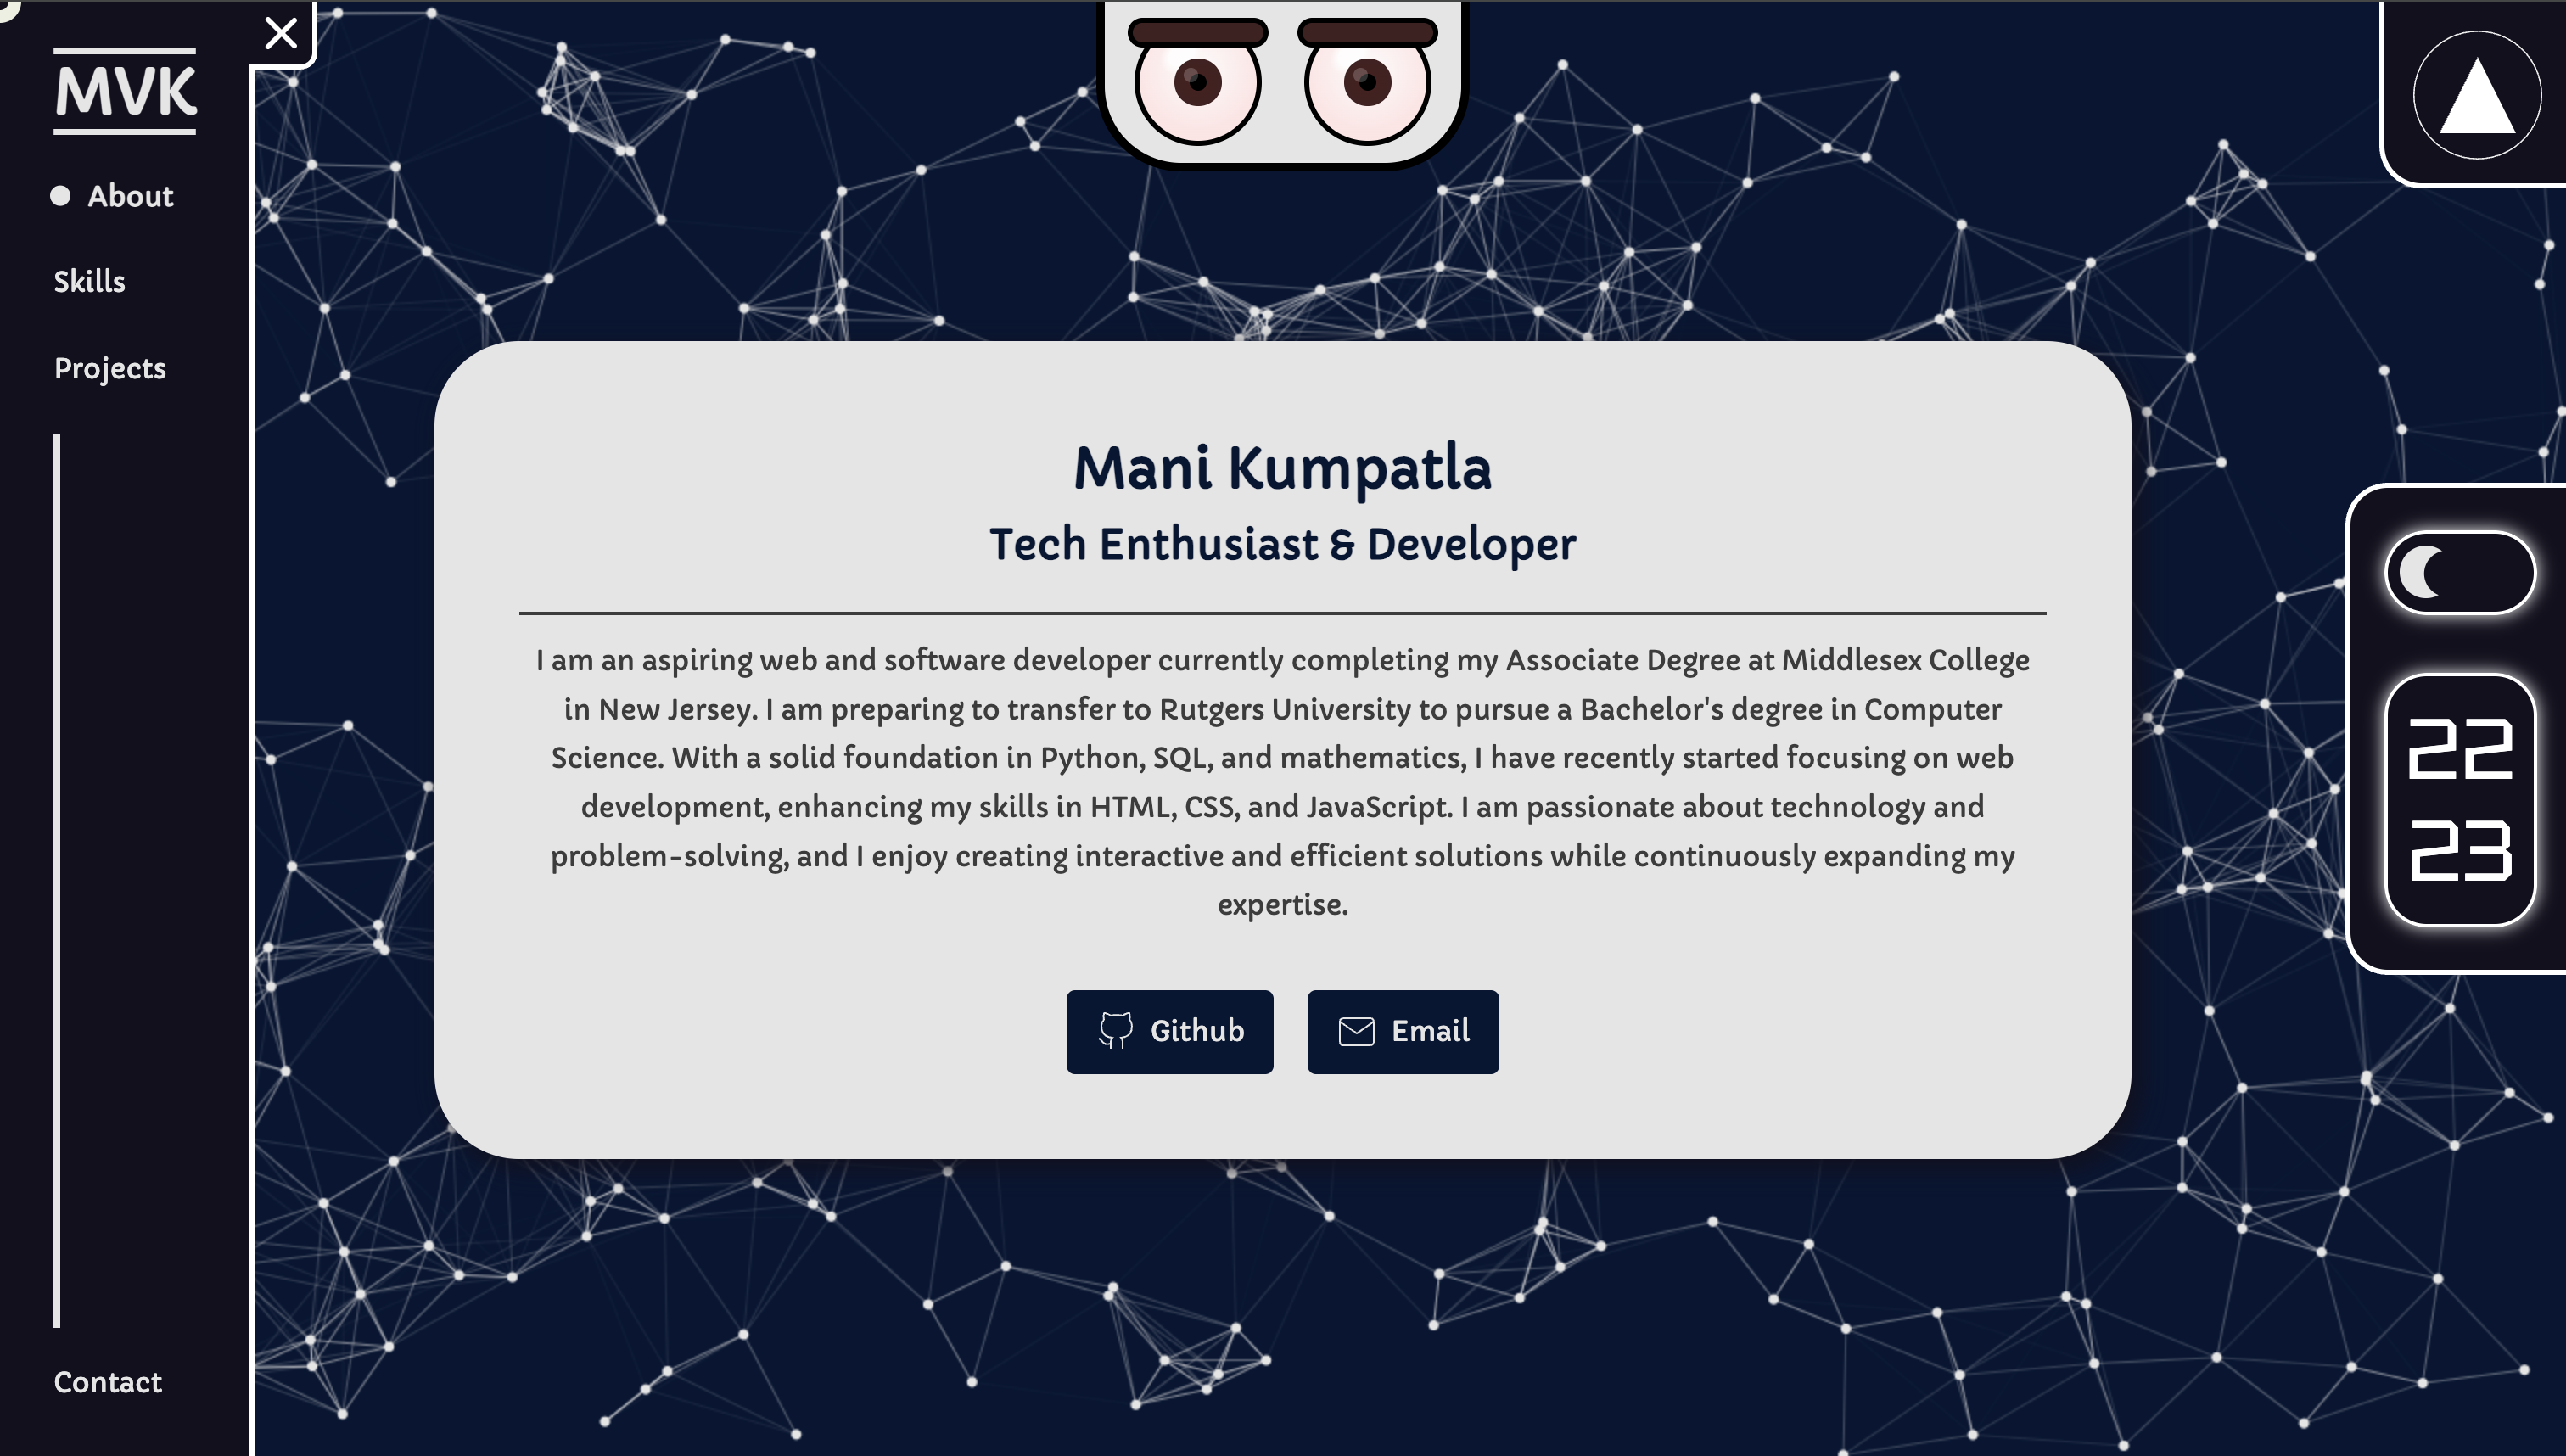 MVK
About
Skills
Projects
Contact
Mani Kumpatla
Tech Enthusiast & Developer
I am an aspiring web and software developer currently completing my Associate Degree at Middlesex College
in New Jersey. I am preparing to transfer to Rutgers University to pursue a Bachelor's degree in Computer
Science. With a solid foundation in Python, SQL, and mathematics, I have recently started focusing on web
development, enhancing my skills in HTML, CSS, and JavaScript. I am passionate about technology and
problem-solving, and I enjoy creating interactive and efficient solutions while continuously expanding my
expertise.
Github
Email
22
23